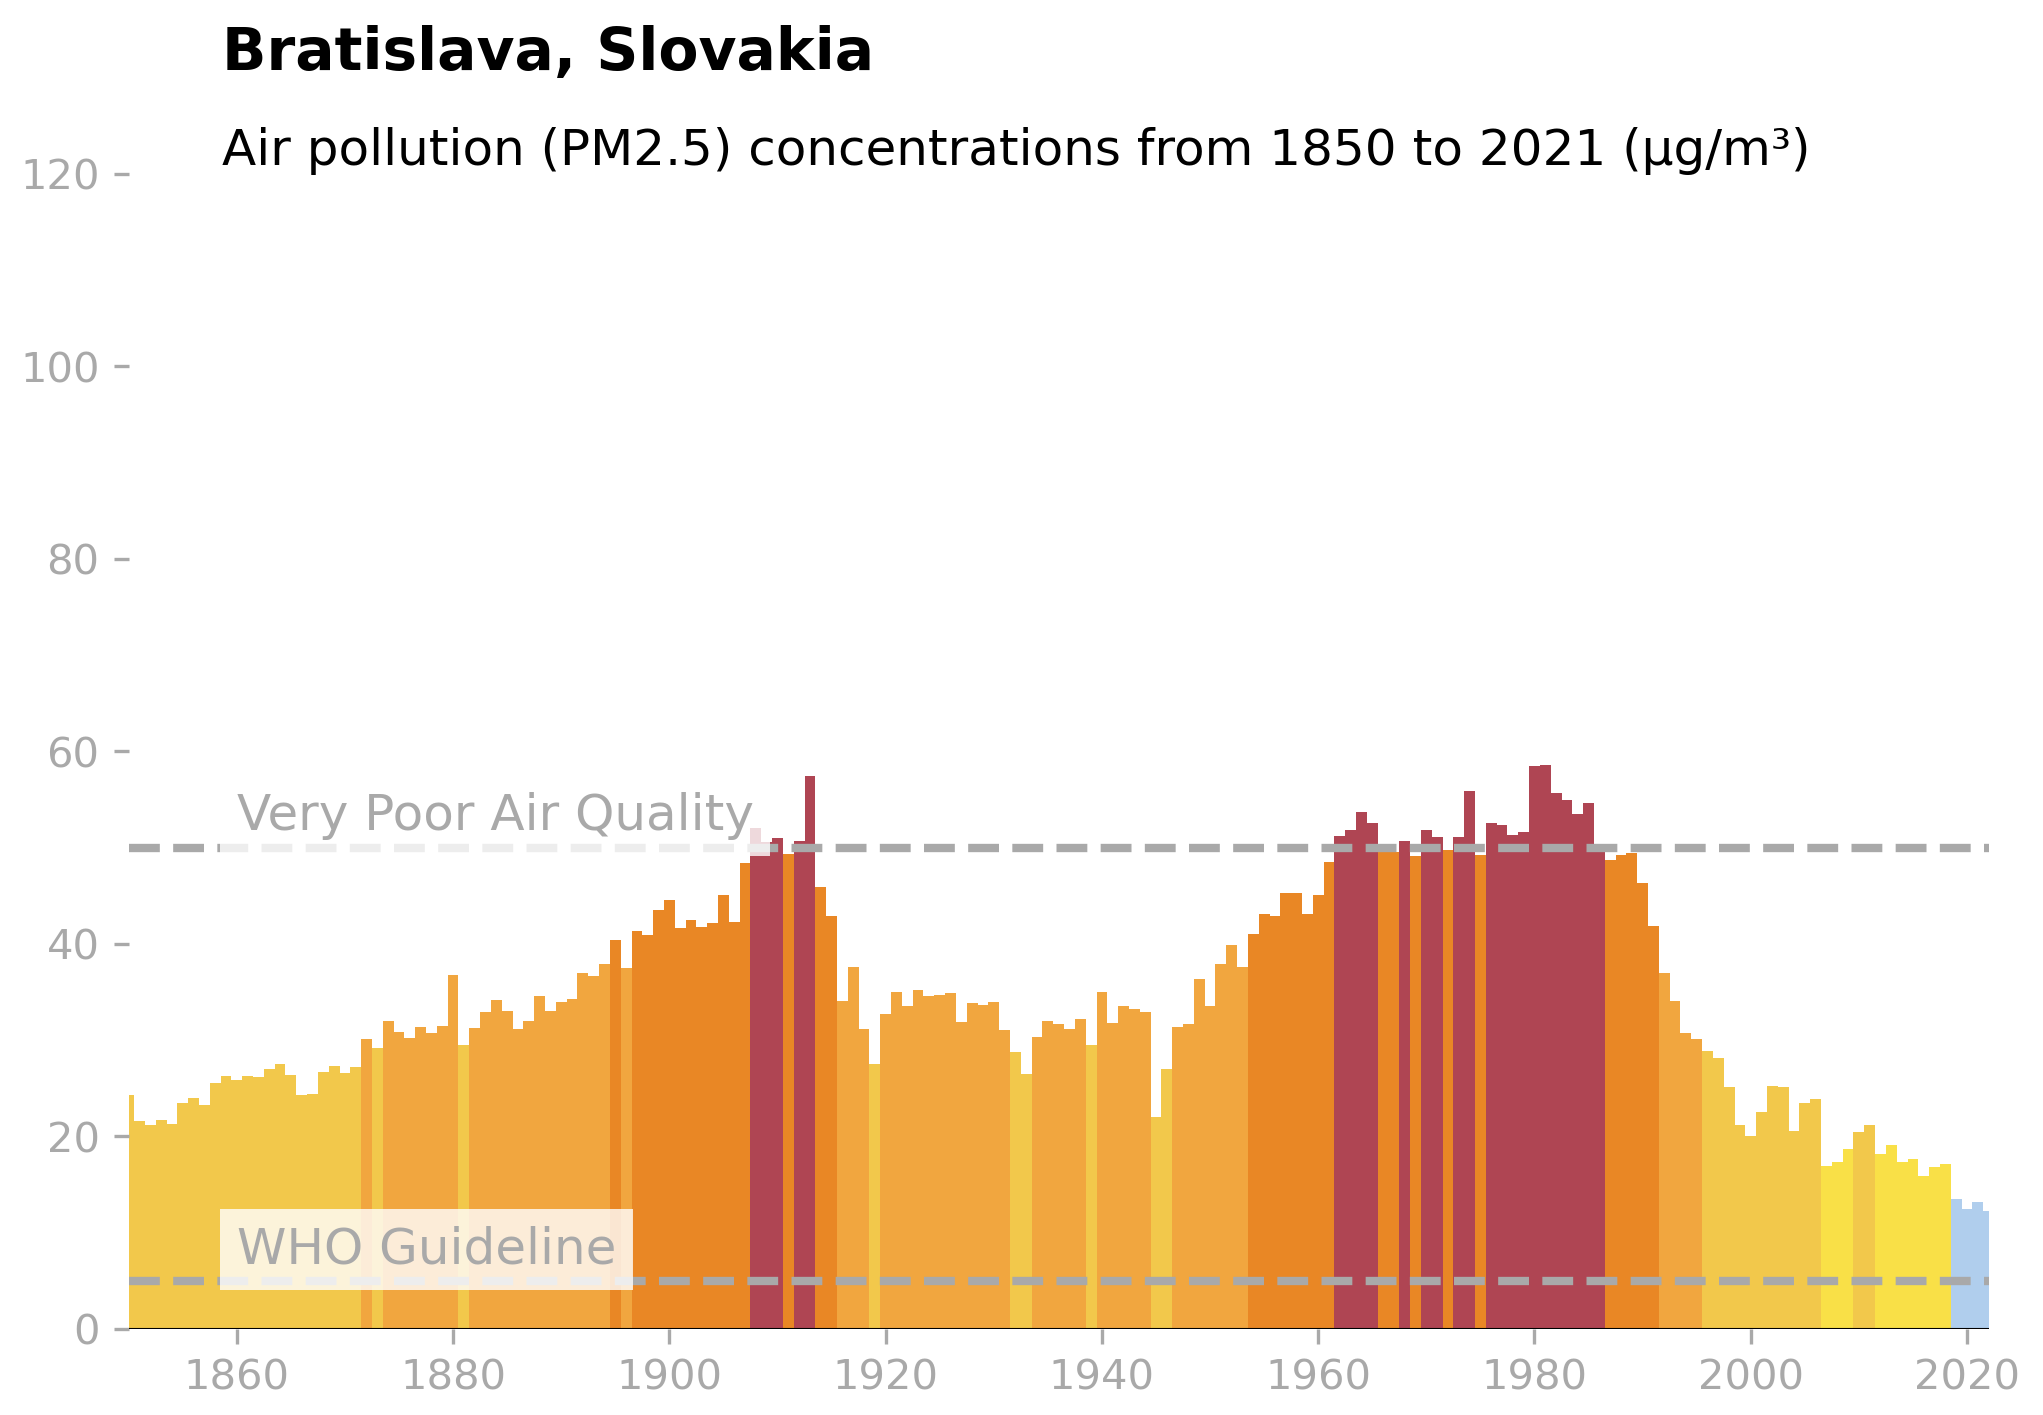 Bratislava, Slovakia
Air pollution (PM2.5) concentrations from 1850 to 2021 (µg/m³)
120
100
80
60
Very Poor Air Quality
40
20
WHO Guideline
0
1860 1880 1900 1920 1940 1960 1980 2000 2020